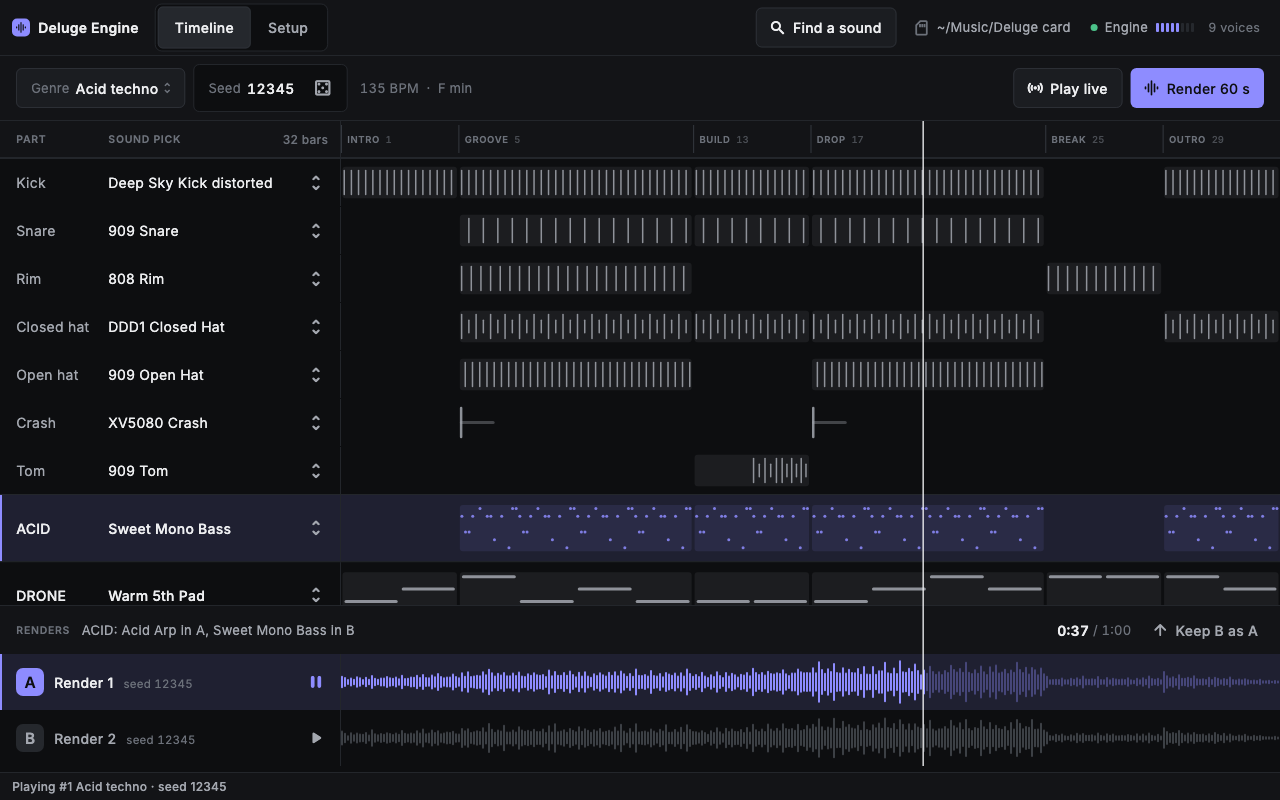 Deluge Engine
Timeline
Setup
Find a sound
~/Music/Deluge card
Engine
9 voices
Genre Acid techno
Seed 12345
135 BPM · F min
Play live
Render 60 s
PART
SOUND PICK
32 bars
INTRO 1
GROOVE 5
BUILD 13
DROP 17
BREAK 25
OUTRO 29
Kick
Deep Sky Kick distorted
Snare
909 Snare
Rim
808 Rim
Closed hat
DDD1 Closed Hat
Open hat
909 Open Hat
Crash
XV5080 Crash
Tom
909 Tom
ACID
Sweet Mono Bass
DRONE
Warm 5th Pad
RENDERS
ACID: Acid Arp in A, Sweet Mono Bass in B
0:37 / 1:00
Keep B as A
A
Render 1 seed 12345
B
Render 2 seed 12345
Playing #1 Acid techno · seed 12345